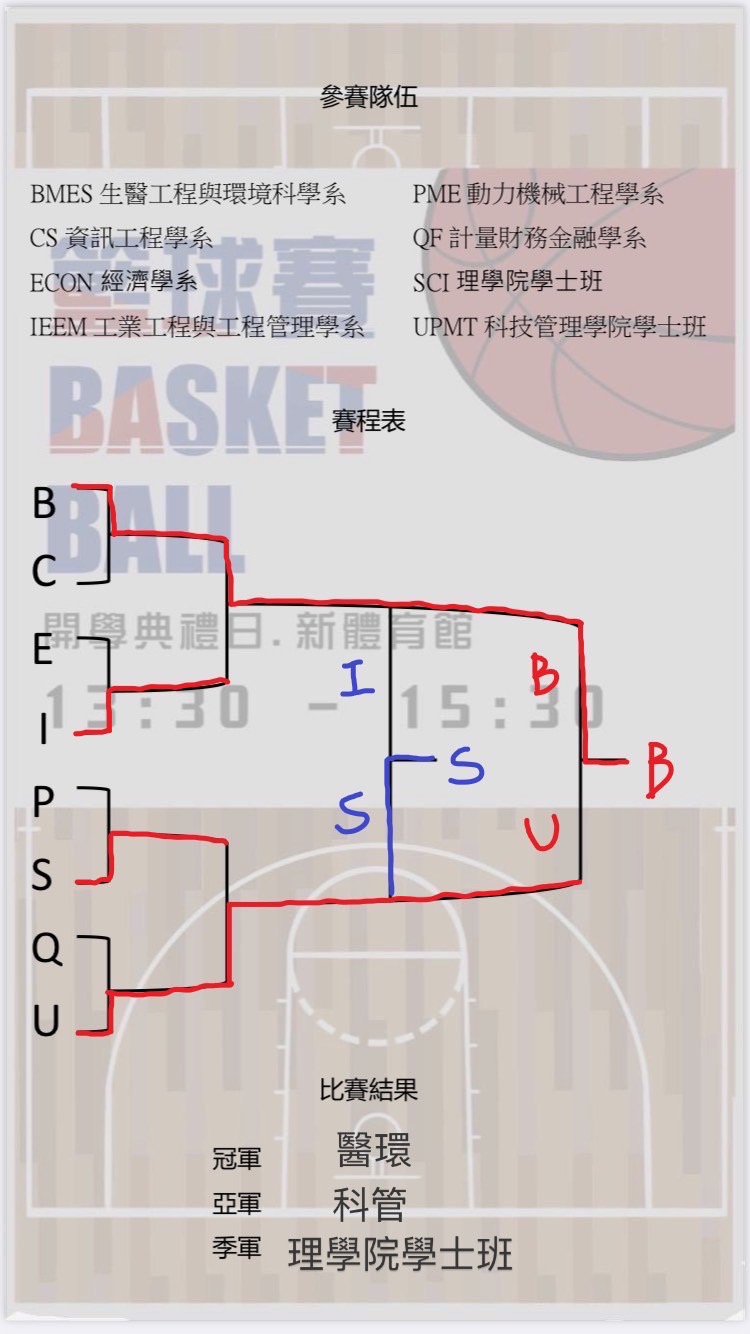 參賽隊伍
BMES 生醫工程與環境科學系
CS 資訊工程學系
ECON 經濟學系
IEEM 工業工程與工程管理學系
PME 動力機械工程學系
QF 計量財務金融學系
SCI 理學院學士班
UPMT 科技管理學院學士班
籃球賽
BASKET
BALL
賽程表
開學典禮日.新體育館
13:30 - 15:30
B
C
E
I
P
S
Q
U
I
S
S
B
U
B
比賽結果
冠軍 醫環
亞軍 科管
季軍 理學院學士班